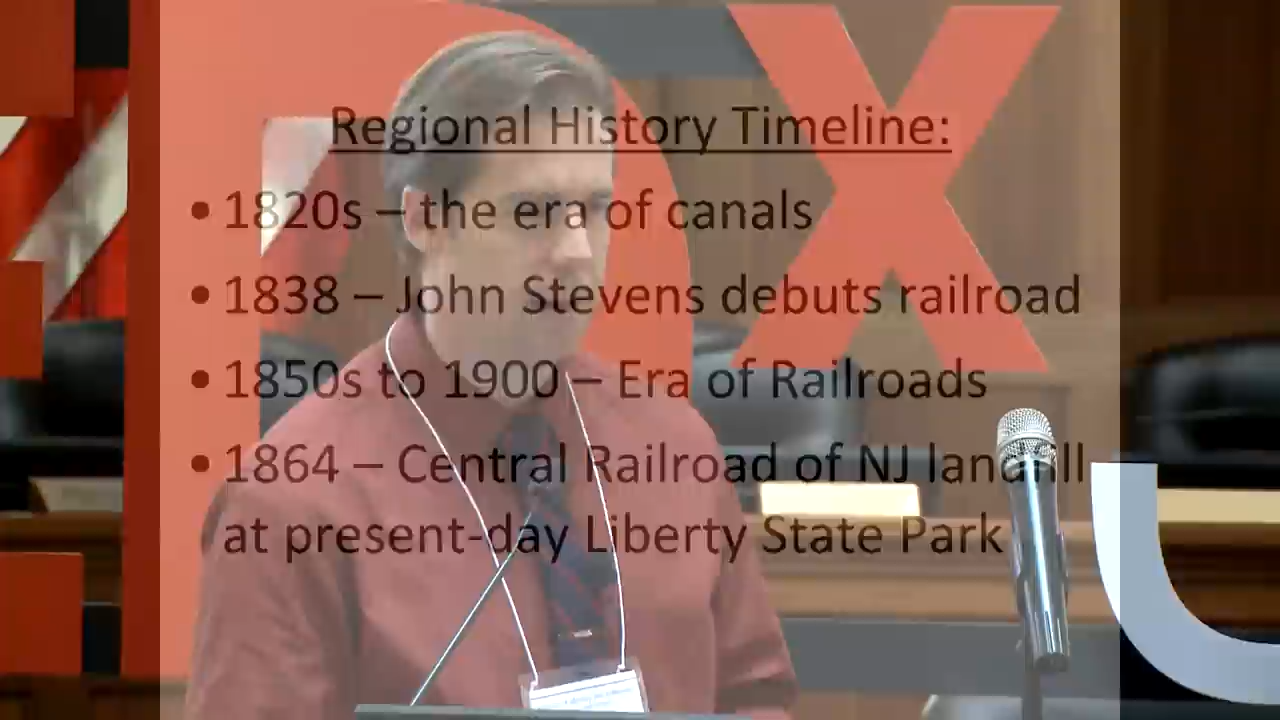 Regional History Timeline:
• 1820s – the era of canals
• 1838 – John Stevens debuts railroad
• 1850s to 1900 – Era of Railroads
• 1864 – Central Railroad of NJ landfill
at present-day Liberty State Park
X